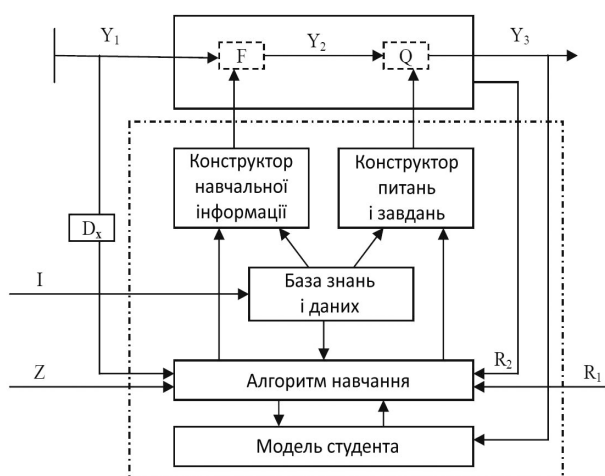 Y₁
F
Y₂
Q
Y₃
Конструктор
навчальної
інформації
Конструктор
питань
і завдань
Dₓ
I
База знань
і даних
Z
Алгоритм навчання
R₂
R₁
Модель студента